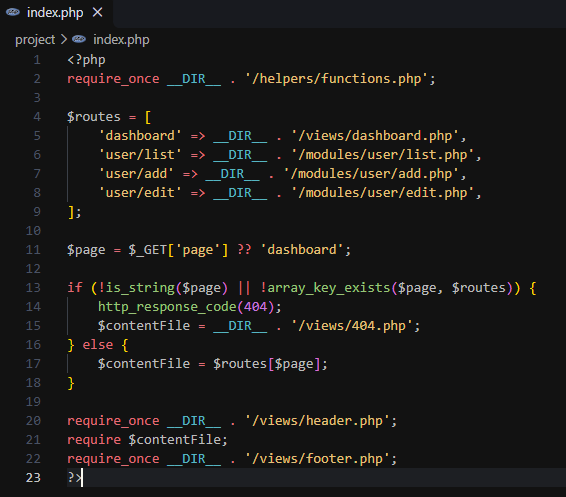 index.php
project > index.php
1 <?php
2 require_once __DIR__ . '/helpers/functions.php';
3
4 $routes = [
5     'dashboard' => __DIR__ . '/views/dashboard.php',
6     'user/list' => __DIR__ . '/modules/user/list.php',
7     'user/add' => __DIR__ . '/modules/user/add.php',
8     'user/edit' => __DIR__ . '/modules/user/edit.php',
9 ];
10
11 $page = $_GET['page'] ?? 'dashboard';
12
13 if (!is_string($page) || !array_key_exists($page, $routes)) {
14     http_response_code(404);
15     $contentFile = __DIR__ . '/views/404.php';
16 } else {
17     $contentFile = $routes[$page];
18 }
19
20 require_once __DIR__ . '/views/header.php';
21 require $contentFile;
22 require_once __DIR__ . '/views/footer.php';
23 ?>